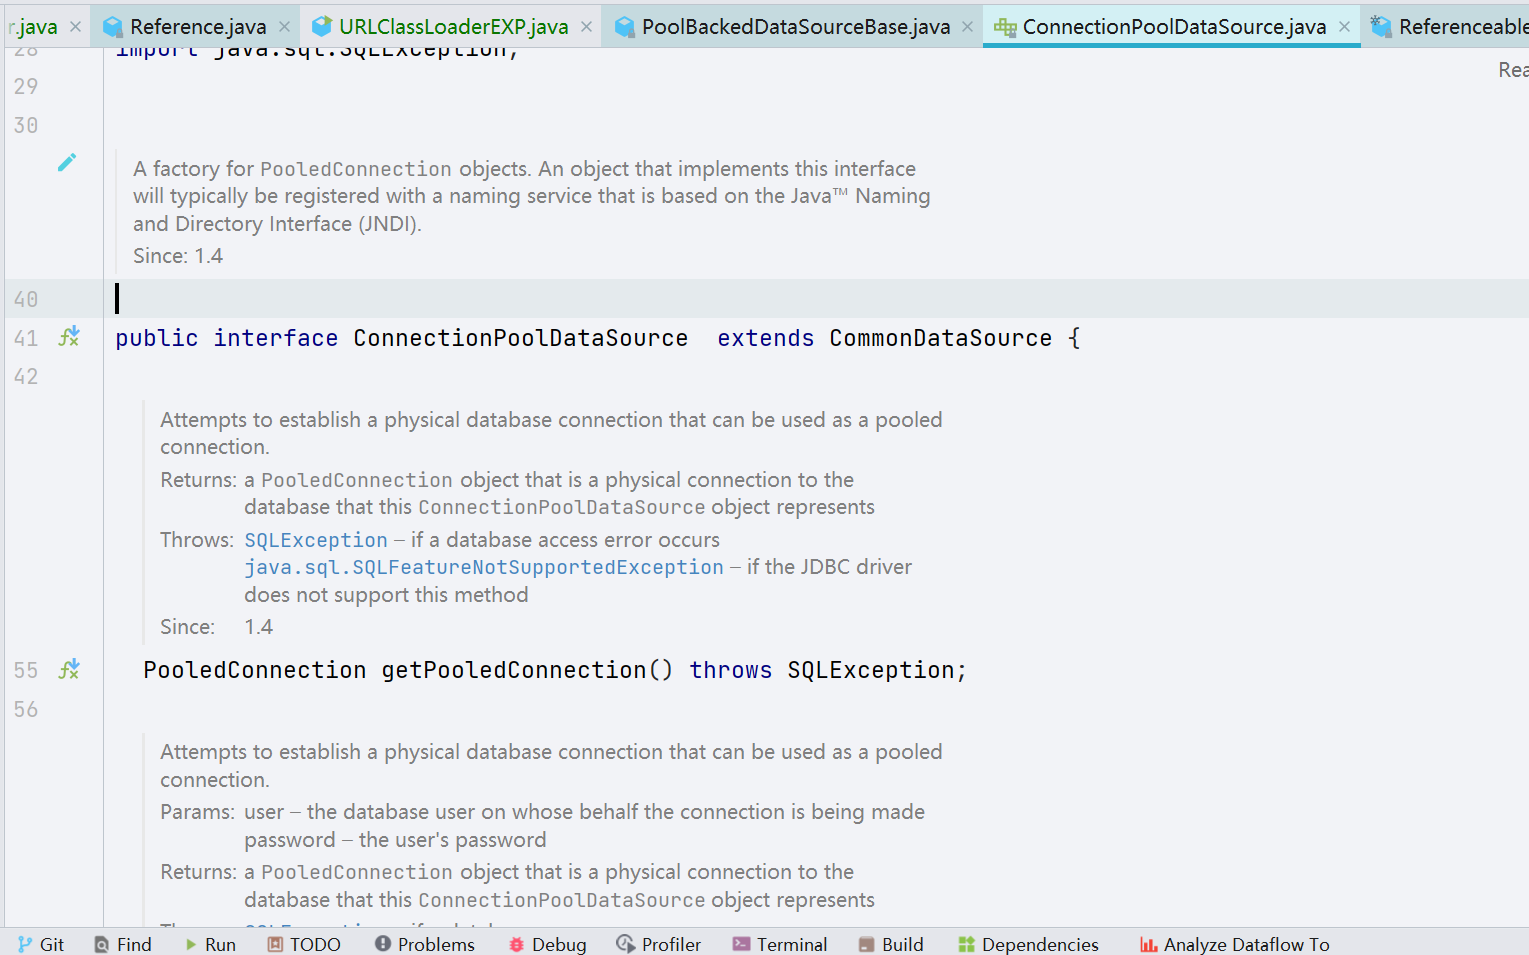 r.java
Reference.java
URLClassLoaderEXP.java
PoolBackedDataSourceBase.java
ConnectionPoolDataSource.java
Referenceable
28 import java.sql.SQLException;
29
Rea
30
A factory for PooledConnection objects. An object that implements this interface
will typically be registered with a naming service that is based on the Java™ Naming
and Directory Interface (JNDI).
Since: 1.4
40
41 public interface ConnectionPoolDataSource  extends CommonDataSource {
42
Attempts to establish a physical database connection that can be used as a pooled
connection.
Returns: a PooledConnection object that is a physical connection to the
database that this ConnectionPoolDataSource object represents
Throws: SQLException – if a database access error occurs
java.sql.SQLFeatureNotSupportedException – if the JDBC driver
does not support this method
Since: 1.4
55 PooledConnection getPooledConnection() throws SQLException;
56
Attempts to establish a physical database connection that can be used as a pooled
connection.
Params: user – the database user on whose behalf the connection is being made
password – the user's password
Returns: a PooledConnection object that is a physical connection to the
database that this ConnectionPoolDataSource object represents
Git Find Run TODO Problems Debug Profiler Terminal Build Dependencies Analyze Dataflow To